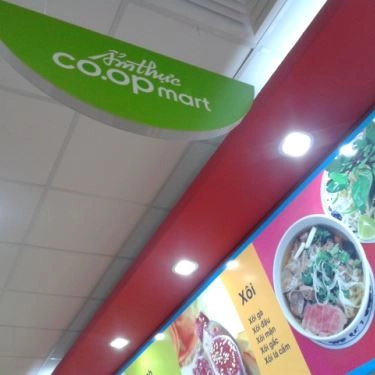 ẩm thực
co.op mart
Xôi
Xôi gà
Xôi đậu
Xôi mặn
Xôi gấc
Xôi lá cẩm